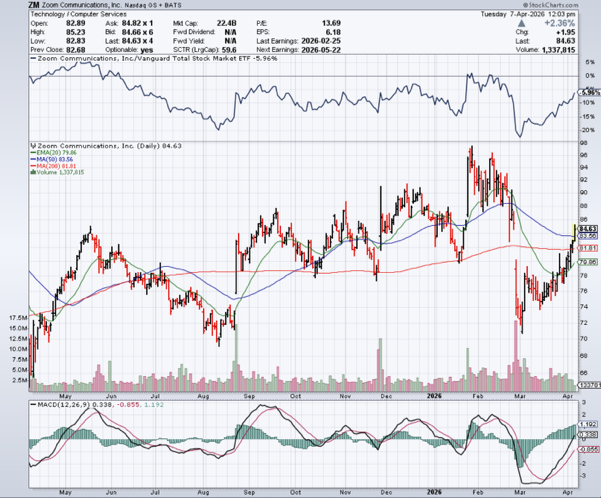 ZM Zoom Communications, Inc. Nasdaq GS + BATS © StockCharts.com
Technology / Computer Services Tuesday 7-Apr-2026 12:03 pm
Open: 82.89 Ask: 84.82 x 1 Mkt Cap: 22.4B P/E: 13.69 +2.36%
High: 85.23 Bid: 84.66 x 6 Fwd Dividend: N/A EPS: 6.18 Chg: +1.95
Low: 82.83 Last: 84.63 x 4 Fwd Yield: N/A Last Earnings: 2026-02-25 Last: 84.63
Prev Close: 82.68 Optionable: yes SCTR (LrgCap): 59.6 Next Earnings: 2026-05-22 Volume: 1,337,815
Zoom Communications, Inc./Vanguard Total Stock Market ETF -5.96%
5%
0%
-5.96%
-10%
-15%
-20%
Zoom Communications, Inc. (Daily) 84.63
EMA(20) 79.86
MA(50) 83.56
MA(200) 81.81
Volume 1,337,815
98
96
94
92
90
88
86
84.63
83.56
81.81
79.86
78
76
74
72
70
68
66
17.5M
15.0M
12.5M
10.0M
7.5M
5.0M
2.5M
1337815
May Jun Jul Aug Sep Oct Nov Dec 2026 Feb Mar Apr
MACD(12,26,9) 0.338, -0.855, 1.192
3
2
1.192
0.338
-0.855
-2
-3
May Jun Jul Aug Sep Oct Nov Dec 2026 Feb Mar Apr